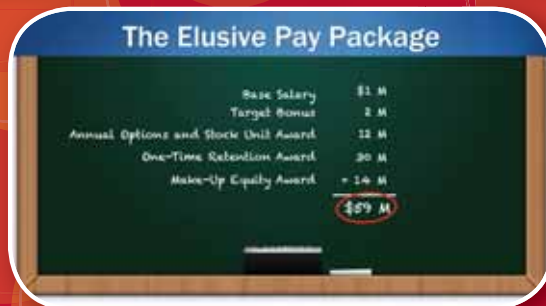 The Elusive Pay Package
Base Salary $1 M
Target Bonus 2 M
Annual Options and Stock Unit Award 12 M
One-Time Retention Award 30 M
Make-Up Equity Award + 14 M
$59 M